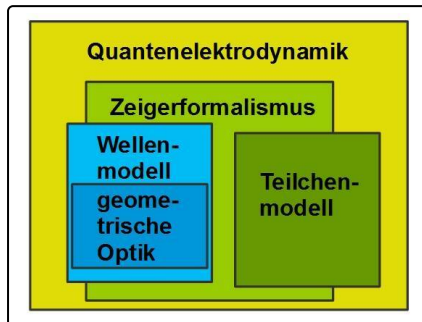 Quantenelektrodynamik
Zeigerformalismus
Wellen-
modell
geome-
trische
Optik
Teilchen-
modell